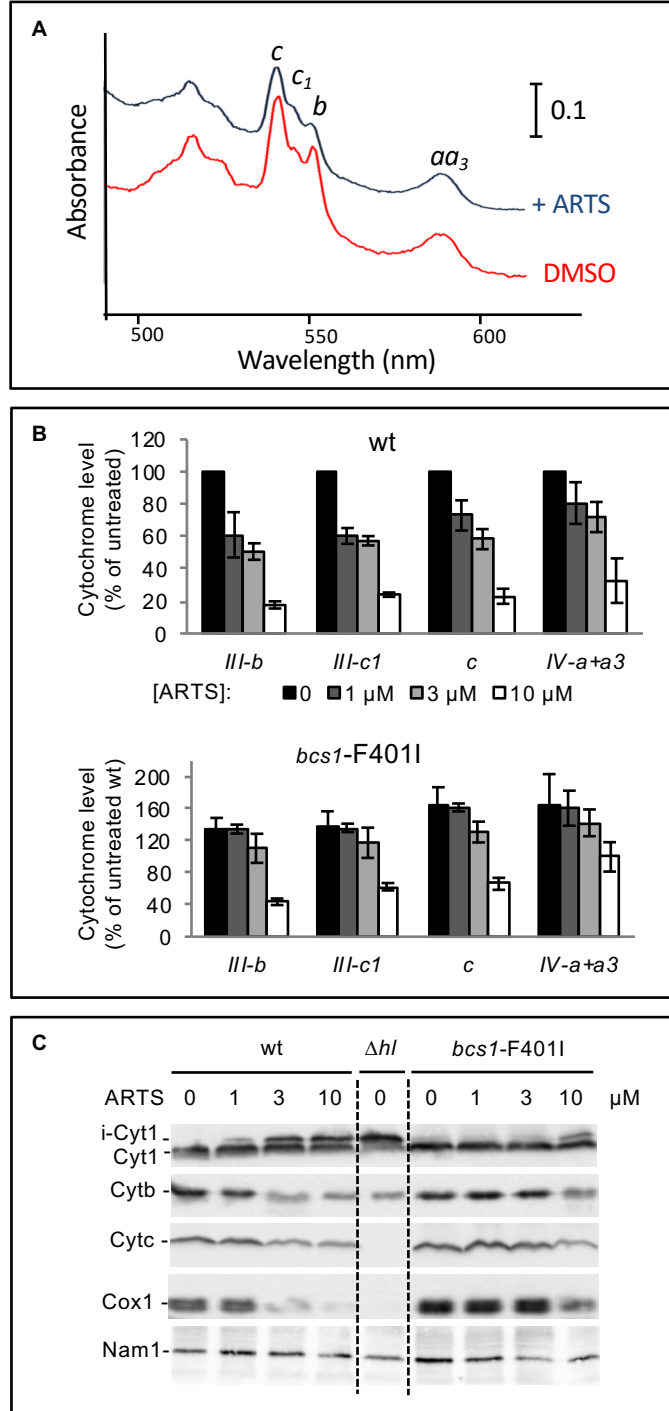 A
c
c1
b
aa3
0.1
+ ARTS
DMSO
Absorbance
500 550 600
Wavelength (nm)
B
wt
Cytochrome level
(% of untreated)
120
100
80
60
40
20
0
III-b III-c1 c IV-a+a3
[ARTS]: 0 1 µM 3 µM 10 µM
bcs1-F401I
Cytochrome level
(% of untreated wt)
200
160
120
80
40
0
III-b III-c1 c IV-a+a3
C
wt Δhl bcs1-F401I
ARTS 0 1 3 10 0 0 1 3 10 µM
i-Cyt1
Cyt1
Cytb
Cytc
Cox1
Nam1